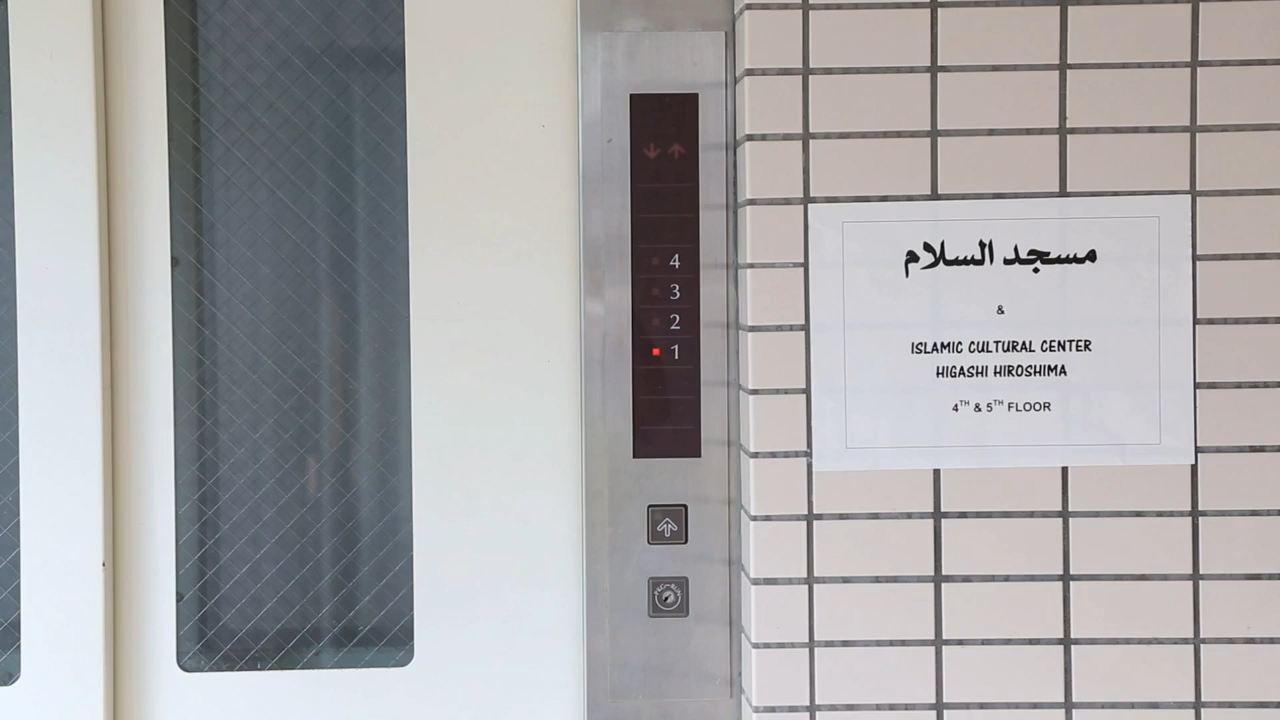 4
3
2
1
مسجد السلام
&
ISLAMIC CULTURAL CENTER
HIGASHI HIROSHIMA
4TH & 5TH FLOOR